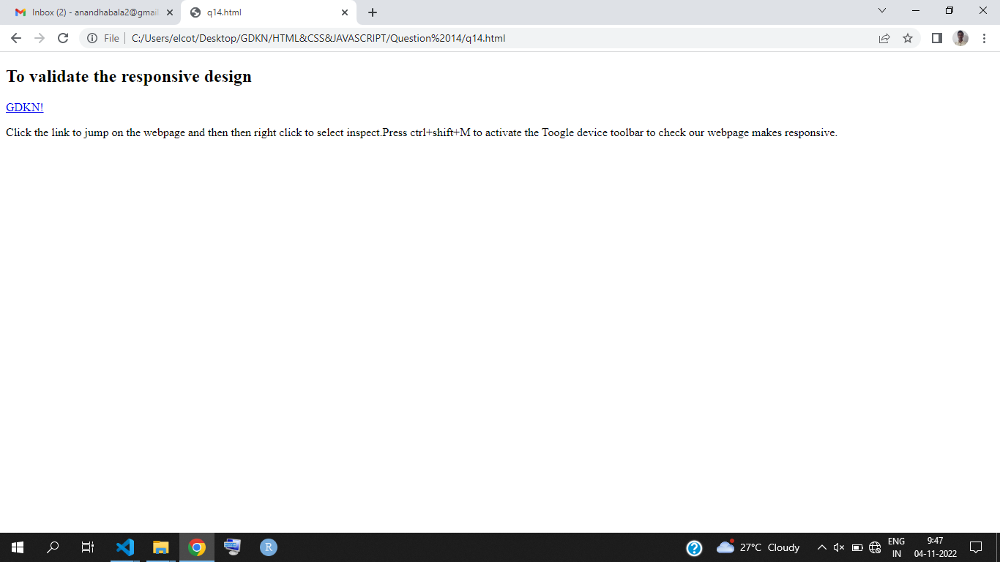 Inbox (2) - anandhabala2@gmail
q14.html
File
C:/Users/elcot/Desktop/GDKN/HTML&CSS&JAVASCRIPT/Question%2014/q14.html
To validate the responsive design
GDKN!
Click the link to jump on the webpage and then then right click to select inspect.Press ctrl+shift+M to activate the Toogle device toolbar to check our webpage makes responsive.
R
27°C Cloudy
ENG
IN
9:47
04-11-2022